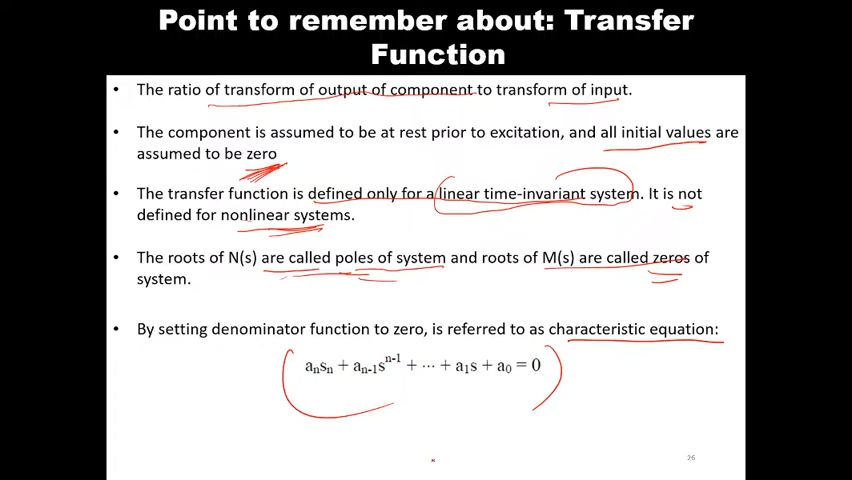 Point to remember about: Transfer
Function
• The ratio of transform of output of component to transform of input.
• The component is assumed to be at rest prior to excitation, and all initial values are
assumed to be zero
• The transfer function is defined only for a linear time-invariant system. It is not
defined for nonlinear systems.
• The roots of N(s) are called poles of system and roots of M(s) are called zeros of
system.
• By setting denominator function to zero, is referred to as characteristic equation:
aₙsₙ + aₙ₋₁sⁿ⁻¹ + ··· + a₁s + a₀ = 0
26